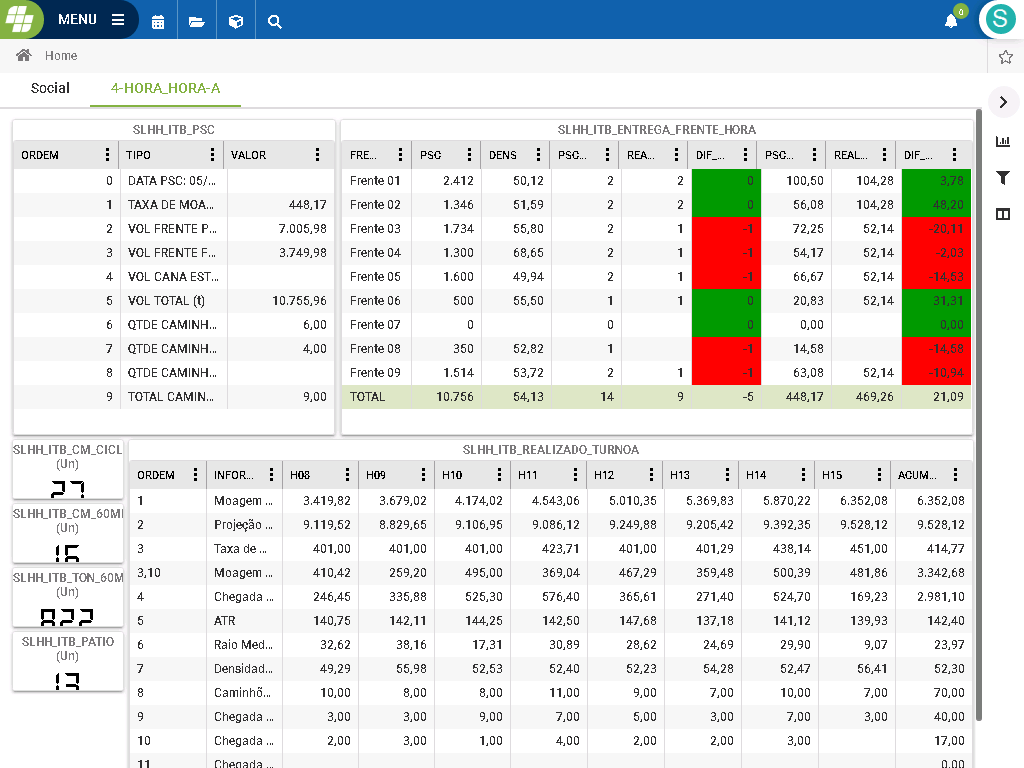 MENU
0
S
Home
Social 4-HORA_HORA-A
SLHH_ITB_PSC
ORDEM TIPO VALOR
0 DATA PSC: 05/...
1 TAXA DE MOA... 448,17
2 VOL FRENTE P... 7.005,98
3 VOL FRENTE F... 3.749,98
4 VOL CANA EST...
5 VOL TOTAL (t) 10.755,96
6 QTDE CAMINH... 6,00
7 QTDE CAMINH... 4,00
8 QTDE CAMINH...
9 TOTAL CAMIN... 9,00
SLHH_ITB_ENTREGA_FRENTE_HORA
FRE... PSC DENS PSC... REA... DIF_... PSC... REAL... DIF_...
Frente 01 2.412 50,12 2 2 0 100,50 104,28 3,78
Frente 02 1.346 51,59 2 2 0 56,08 104,28 48,20
Frente 03 1.734 55,80 2 1 -1 72,25 52,14 -20,11
Frente 04 1.300 68,65 2 1 -1 54,17 52,14 -2,03
Frente 05 1.600 49,94 2 1 -1 66,67 52,14 -14,53
Frente 06 500 55,50 1 1 0 20,83 52,14 31,31
Frente 07 0 0 0 0,00 0,00
Frente 08 350 52,82 1 -1 14,58 -14,58
Frente 09 1.514 53,72 2 1 -1 63,08 52,14 -10,94
TOTAL 10.756 54,13 14 9 -5 448,17 469,26 21,09
SLHH_ITB_CM_CICL
(Un)
27
SLHH_ITB_CM_60MI
(Un)
SLHH_ITB_TON_60M
(Un)
822
SLHH_ITB_PATIO
(Un)
13
SLHH_ITB_REALIZADO_TURNOA
ORDEM INFOR... H08 H09 H10 H11 H12 H13 H14 H15 ACUM...
1 Moagem ... 3.419,82 3.679,02 4.174,02 4.543,06 5.010,35 5.369,83 5.870,22 6.352,08 6.352,08
2 Projeção ... 9.119,52 8.829,65 9.106,95 9.086,12 9.249,88 9.205,42 9.392,35 9.528,12 9.528,12
3 Taxa de ... 401,00 401,00 401,00 423,71 401,00 401,29 438,14 451,00 414,77
3,10 Moagem ... 410,42 259,20 495,00 369,04 467,29 359,48 500,39 481,86 3.342,68
4 Chegada ... 246,45 335,88 525,30 576,40 365,61 271,40 524,70 169,23 2.981,10
5 ATR 140,75 142,11 144,25 142,50 147,68 137,18 141,12 139,93 142,40
6 Raio Med... 32,62 38,16 17,31 30,89 28,62 24,69 29,90 9,07 23,97
7 Densidad... 49,29 55,98 52,53 52,40 52,23 54,28 52,47 56,41 52,30
8 Caminhõ... 10,00 8,00 8,00 11,00 9,00 7,00 10,00 7,00 70,00
9 Chegada ... 3,00 3,00 9,00 7,00 5,00 3,00 7,00 3,00 40,00
10 Chegada ... 2,00 3,00 1,00 4,00 2,00 2,00 3,00 17,00
11 Chegada ... 0,00